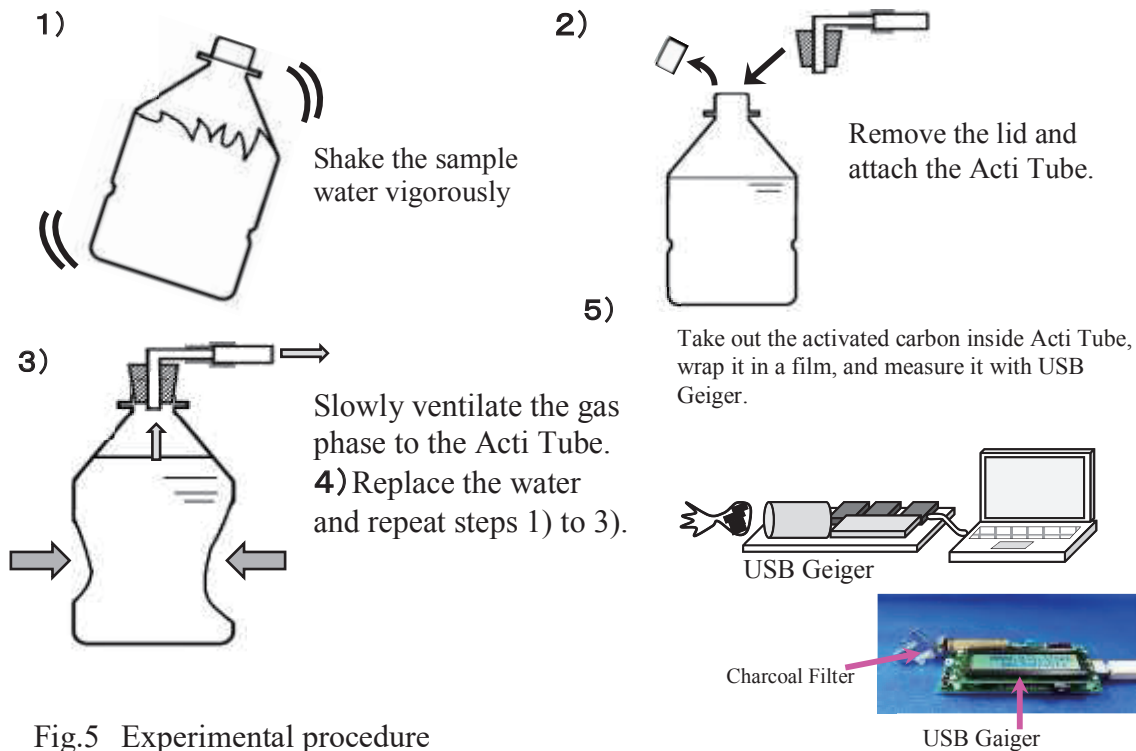 1)
Shake the sample
water vigorously
2)
Remove the lid and
attach the Acti Tube.
3)
Slowly ventilate the gas
phase to the Acti Tube.
4) Replace the water
and repeat steps 1) to 3).
5)
Take out the activated carbon inside Acti Tube,
wrap it in a film, and measure it with USB
Geiger.
USB Geiger
Charcoal Filter
USB Gaiger
Fig.5 Experimental procedure